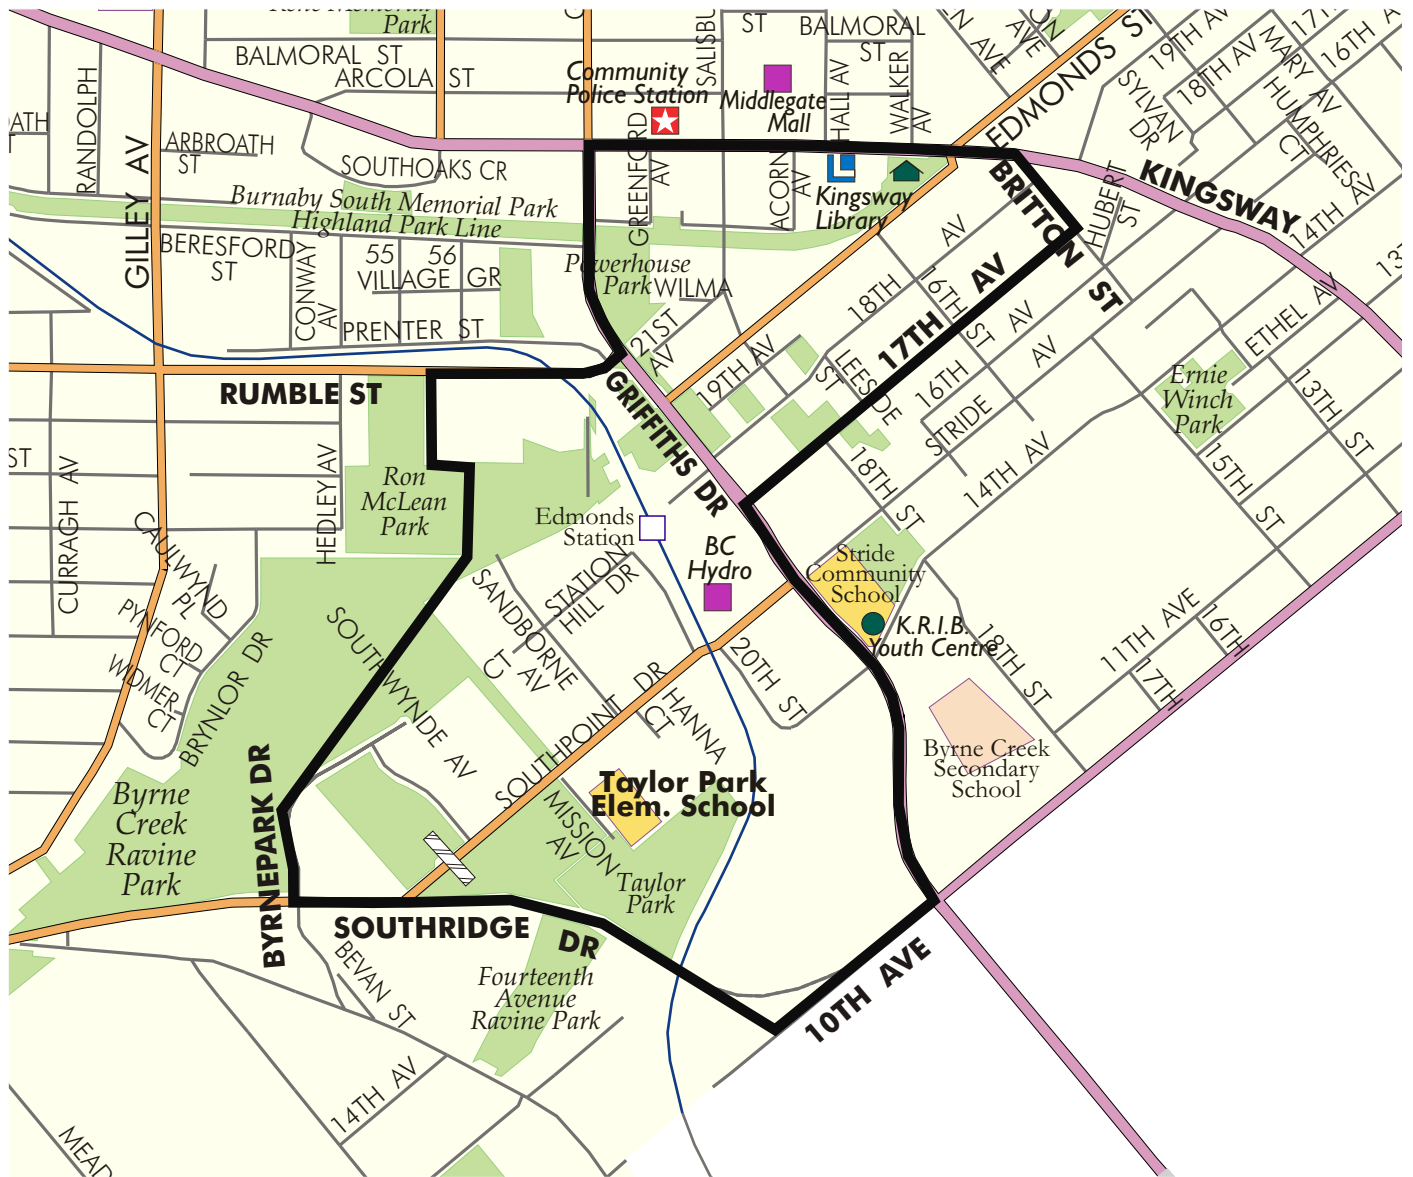 Park
BALMORAL ST
ARCOLA ST
SALISBU
ST
BALMORAL
ST
HALL AV
WALKER
AV
EDMONDS ST
AV
AVE
19TH AV
18TH AV
MARY AV
17T
16TH A
SYLVAN
DR
HUMPHRIES
CT
AV
14TH
RANDOLPH
GILLEY AV
ARBROATH
ST
SOUTHOAKS CR
Community
Police Station
Middlegate
Mall
GREENFORD
AV
ACORN
AV
Kingsway
Library
KINGSWAY
BRITTON
ST
HUBERT
ST
Burnaby South Memorial Park
Highland Park Line
BERESFORD
ST
CONWAY
AV
55
56
VILLAGE GR
PRENTER ST
Powerhouse
Park
WILMA
21ST
AV
19TH AV
18TH
AV
16TH ST
17TH AV
16TH
AV
STRIDE
AV
LEESIDE
ST
14TH AV
18TH
ST
ETHEL AV
13
Ernie
Winch
Park
13TH
ST
15TH
ST
RUMBLE ST
GRIFFITHS DR
ST
CURRAGH AV
HEDLEY AV
Ron
McLean
Park
Edmonds
Station
BC
Hydro
Stride
Community
School
K.R.I.B.
Youth Centre
CAULWYND
PL
PYNFORD
CT
WIDMER
CT
BRYNLOR DR
SOUTHWYNDE AV
SANDBORNE
AV
CT
STATION
HILL DR
20TH ST
18TH ST
11TH AVE
16TH
17TH
SOUTHPOINT DR
HANNA
CT
Byrne Creek
Secondary
School
Taylor Park
Elem. School
MISSION
AV
Taylor
Park
Byrne
Creek
Ravine
Park
BYRNEPARK DR
SOUTHRIDGE DR
Fourteenth
Avenue
Ravine Park
10TH AVE
BEVAN ST
14TH AV
MEAD